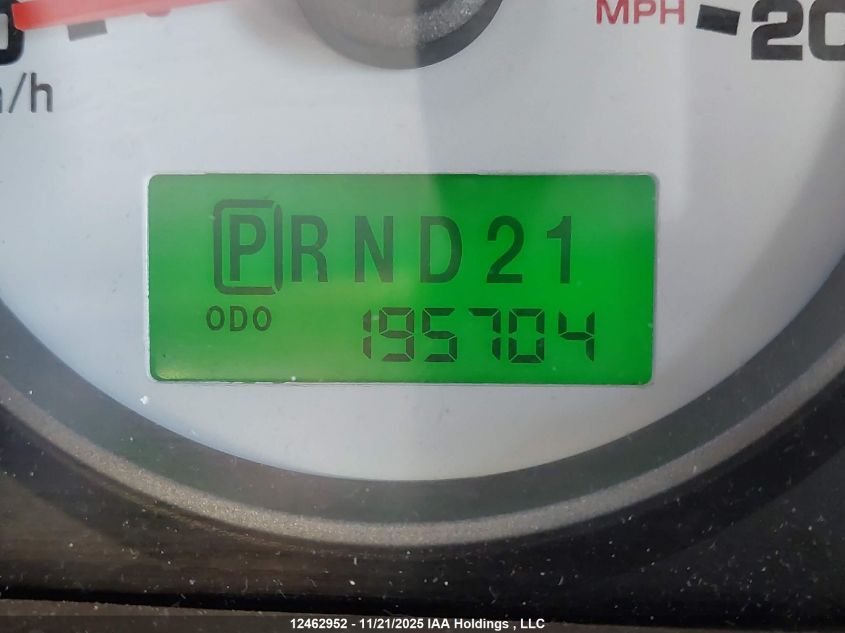 MPH 20
/h
PRND21
ODO 195704
12462952 - 11/21/2025 IAA Holdings , LLC